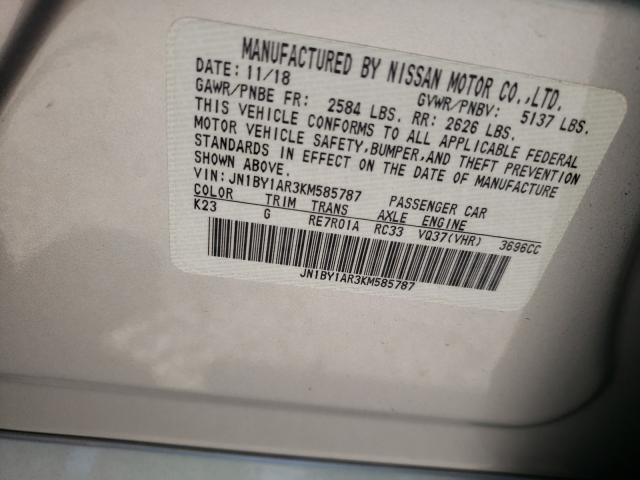 MANUFACTURED BY NISSAN MOTOR CO.,LTD.
DATE: 11/18 GVWR/PNBV: 5137 LBS.
GAWR/PNBE FR: 2584 LBS. RR: 2626 LBS.
THIS VEHICLE CONFORMS TO ALL APPLICABLE FEDERAL
MOTOR VEHICLE SAFETY,BUMPER,AND THEFT PREVENTION
STANDARDS IN EFFECT ON THE DATE OF MANUFACTURE
SHOWN ABOVE.
VIN: JN1BY1AR3KM585787 PASSENGER CAR
COLOR TRIM TRANS AXLE ENGINE
K23 G RE7R01A RC33 VQ37(VHR) 3696CC
JN1BY1AR3KM585787